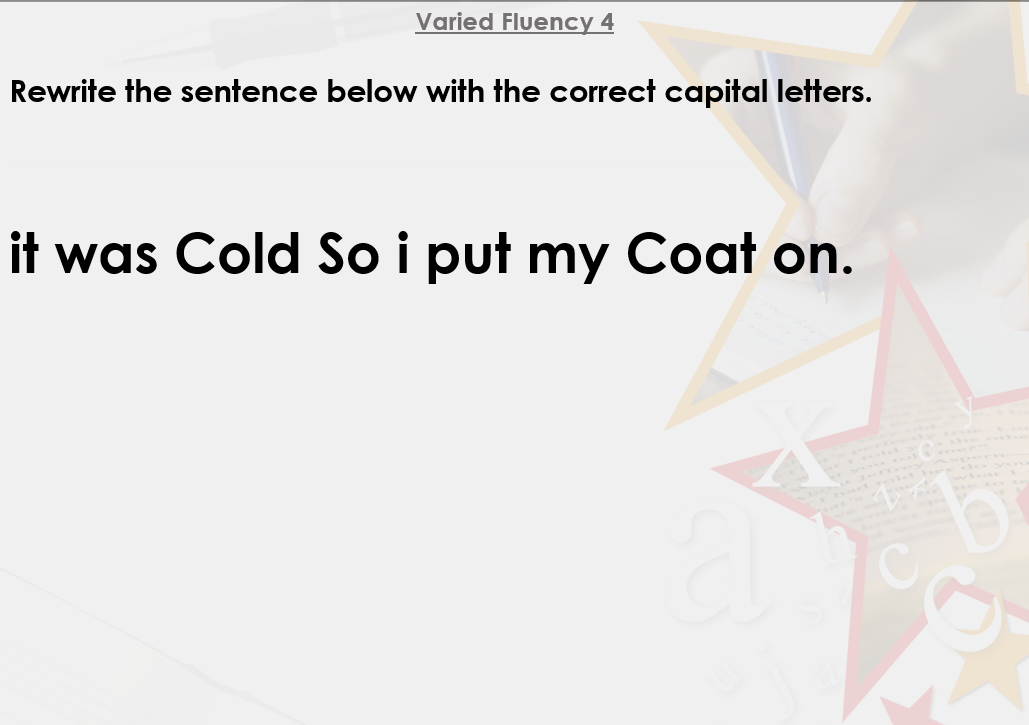 Varied Fluency 4
Rewrite the sentence below with the correct capital letters.
it was Cold So i put my Coat on.